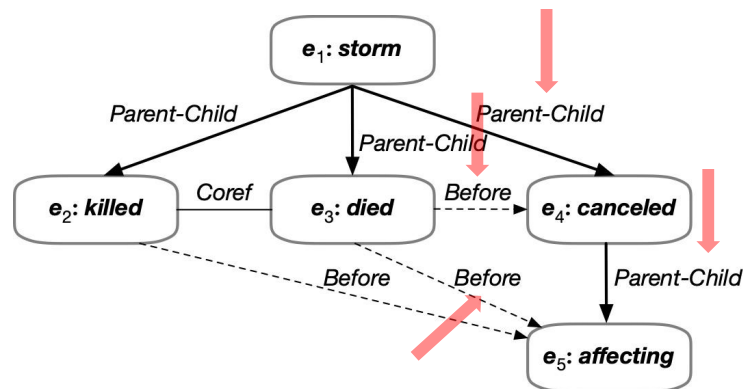 e1: storm
Parent-Child
Parent-Child
Parent-Child
e2: killed
Coref
e3: died
Before
e4: canceled
Before
Before
Parent-Child
e5: affecting